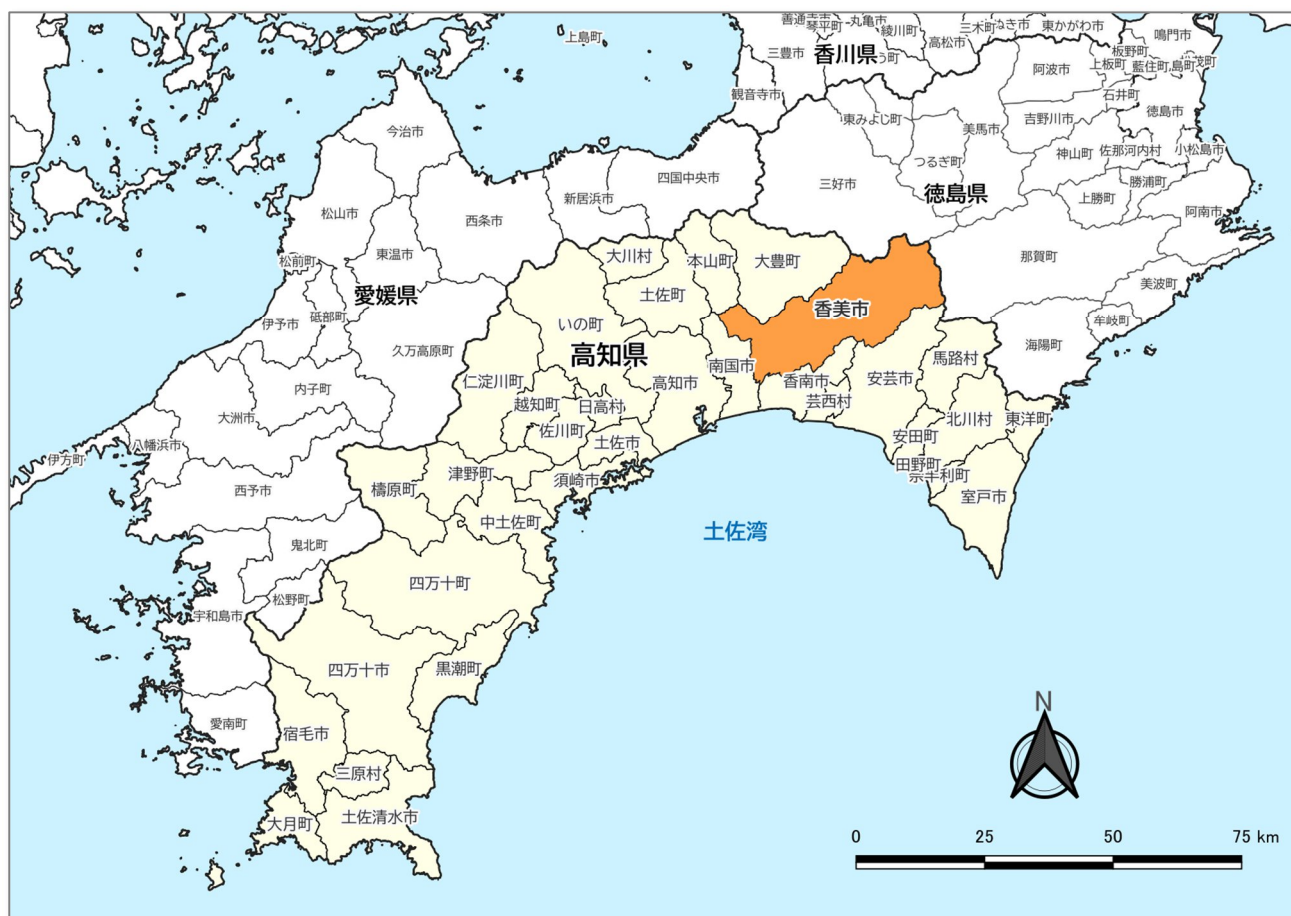 善通寺市
丸亀市
琴平町
綾川町
高松市
三木町
東かがわ市
鳴門市
上島町
三豊市
香川県
板野町
上板町
藍住町
阿波市
観音寺市
石井町
徳島市
今治市
東みよし町
美馬市
吉野川市
つるぎ町
神山町
佐那河内村
小松島市
四国中央市
三好市
徳島県
勝浦町
上勝町
阿南市
新居浜市
西条市
松山市
東温市
松前町
大川村
本山町
大豊町
那賀町
愛媛県
土佐町
美波町
砥部町
伊予市
いの町
香美市
牟岐町
久万高原町
高知県
南国市
馬路村
海陽町
仁淀川町
高知市
香南市
安芸市
内子町
越知町
日高村
芸西村
大洲市
佐川町
北川村
東洋町
八幡浜市
土佐市
安田町
伊方町
津野町
須崎市
田野町
奈半利町
西予市
檮原町
室戸市
中土佐町
土佐湾
鬼北町
四万十町
松野町
宇和島市
四万十市
黒潮町
愛南町
宿毛市
N
三原村
大月町
土佐清水市
0 25 50 75 km